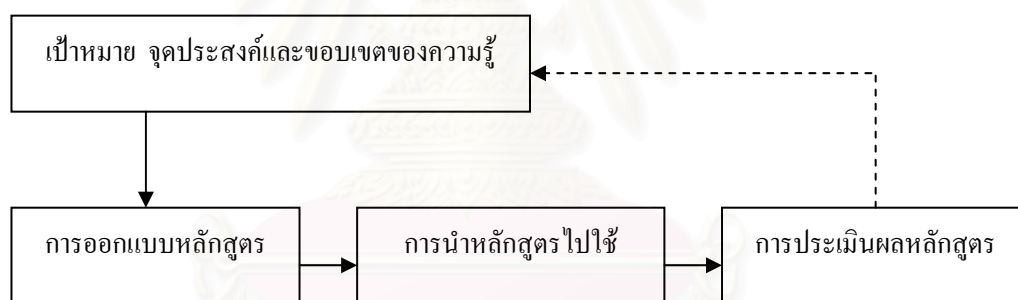 เป้าหมาย จุดประสงค์และขอบเขตของความรู้
การออกแบบหลักสูตร
การนำหลักสูตรไปใช้
การประเมินผลหลักสูตร